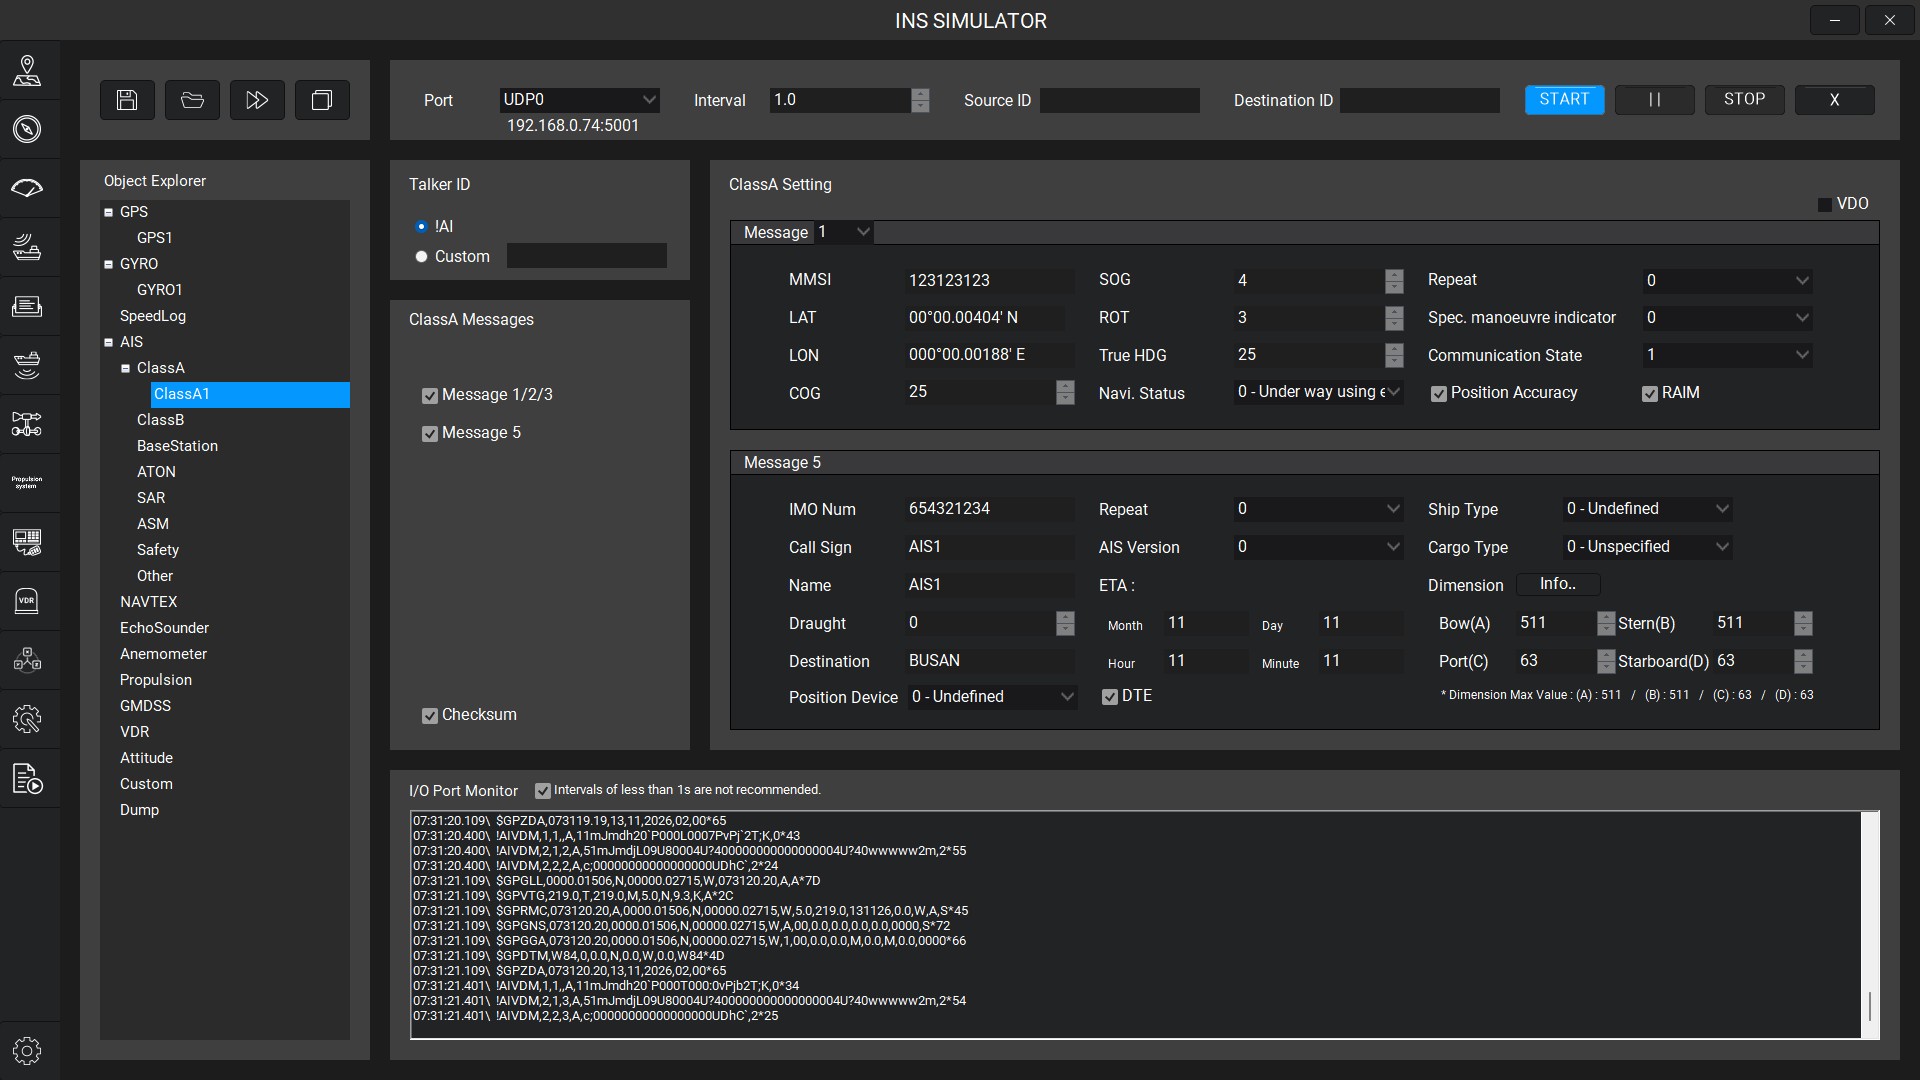 INS SIMULATOR
Port
UDP0
192.168.0.74:5001
Interval
1.0
Source ID
Destination ID
START
||
STOP
X
Object Explorer
GPS
GPS1
GYRO
GYRO1
SpeedLog
AIS
ClassA
ClassA1
ClassB
BaseStation
ATON
SAR
ASM
Safety
Other
NAVTEX
EchoSounder
Anemometer
Propulsion
GMDSS
VDR
Attitude
Custom
Dump
Propulsion
system
VDR
Talker ID
!AI
Custom
ClassA Messages
Message 1/2/3
Message 5
Checksum
ClassA Setting
VDO
Message 1
MMSI 123123123 SOG 4 Repeat 0
LAT 00°00.00404' N ROT 3 Spec. manoeuvre indicator 0
LON 000°00.00188' E True HDG 25 Communication State 1
COG 25 Navi. Status 0 - Under way using e Position Accuracy RAIM
Message 5
IMO Num 654321234 Repeat 0 Ship Type 0 - Undefined
Call Sign AIS1 AIS Version 0 Cargo Type 0 - Unspecified
Name AIS1 ETA : Dimension Info..
Draught 0 Month 11 Day 11 Bow(A) 511 Stern(B) 511
Destination BUSAN Hour 11 Minute 11 Port(C) 63 Starboard(D) 63
Position Device 0 - Undefined DTE * Dimension Max Value : (A) : 511 / (B) : 511 / (C) : 63 / (D) : 63
I/O Port Monitor Intervals of less than 1s are not recommended.
07:31:20.109\ $GPZDA,073119.19,13,11,2026,02,00*65
07:31:20.400\ !AIVDM,1,1,,A,11mJmdh20`P000L0007PvPj`2T;K,0*43
07:31:20.400\ !AIVDM,2,1,2,A,51mJmdjL09U80004U?400000000000000004U?40wwwww2m,2*55
07:31:20.400\ !AIVDM,2,2,2,A,c;00000000000000000UDhC`,2*24
07:31:21.109\ $GPGLL,0000.01506,N,00000.02715,W,073120.20,A,A*7D
07:31:21.109\ $GPVTG,219.0,T,219.0,M,5.0,N,9.3,K,A*2C
07:31:21.109\ $GPRMC,073120.20,A,0000.01506,N,00000.02715,W,5.0,219.0,131126,0.0,W,A,S*45
07:31:21.109\ $GPGNS,073120.20,0000.01506,N,00000.02715,W,A,00,0.0,0.0,0.0,0.0,0000,S*72
07:31:21.109\ $GPGGA,073120.20,0000.01506,N,00000.02715,W,1,00,0.0,0.0,M,0.0,M,0.0,0000*66
07:31:21.109\ $GPDTM,W84,0,0.0,N,0.0,W,0.0,W84*4D
07:31:21.109\ $GPZDA,073120.20,13,11,2026,02,00*65
07:31:21.401\ !AIVDM,1,1,,A,11mJmdh20`P000T000:0vPjb2T;K,0*34
07:31:21.401\ !AIVDM,2,1,3,A,51mJmdjL09U80004U?400000000000000004U?40wwwww2m,2*54
07:31:21.401\ !AIVDM,2,2,3,A,c;00000000000000000UDhC`,2*25